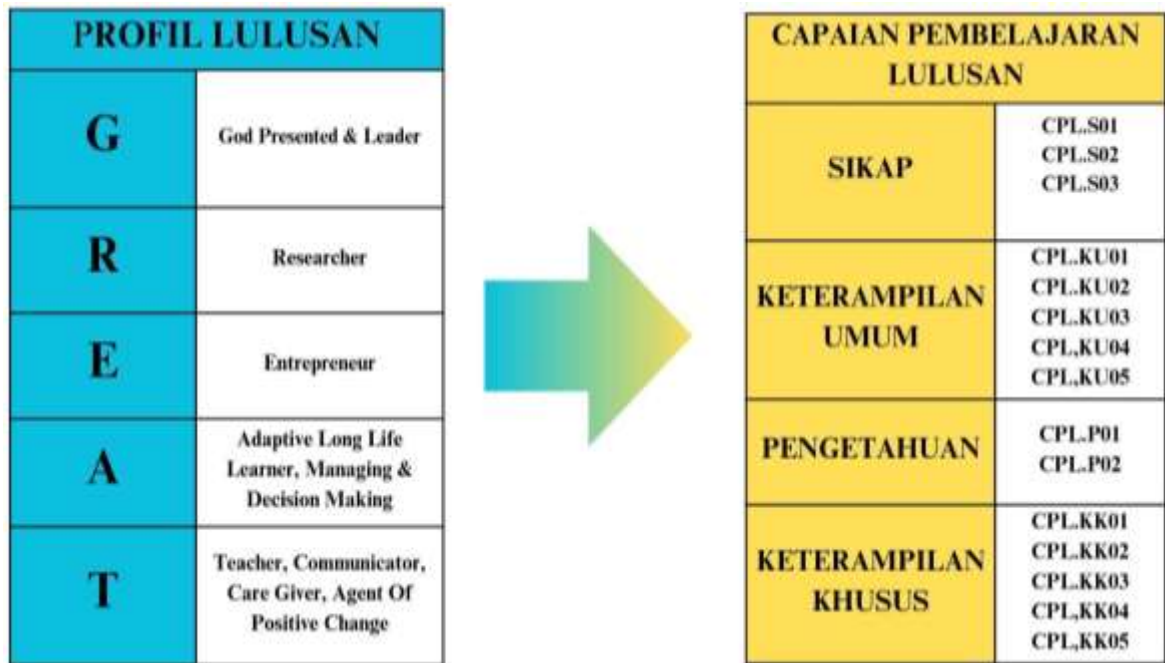 PROFIL LULUSAN
G
God Presented & Leader
R
Researcher
E
Entrepreneur
A
Adaptive Long Life
Learner, Managing &
Decision Making
T
Teacher, Communicator,
Care Giver, Agent Of
Positive Change
CAPAIAN PEMBELAJARAN
LULUSAN
SIKAP
CPL.S01
CPL.S02
CPL.S03
KETERAMPILAN
UMUM
CPL.KU01
CPL.KU02
CPL.KU03
CPL,KU04
CPL,KU05
PENGETAHUAN
CPL.P01
CPL.P02
KETERAMPILAN
KHUSUS
CPL.KK01
CPL.KK02
CPL.KK03
CPL,KK04
CPL,KK05